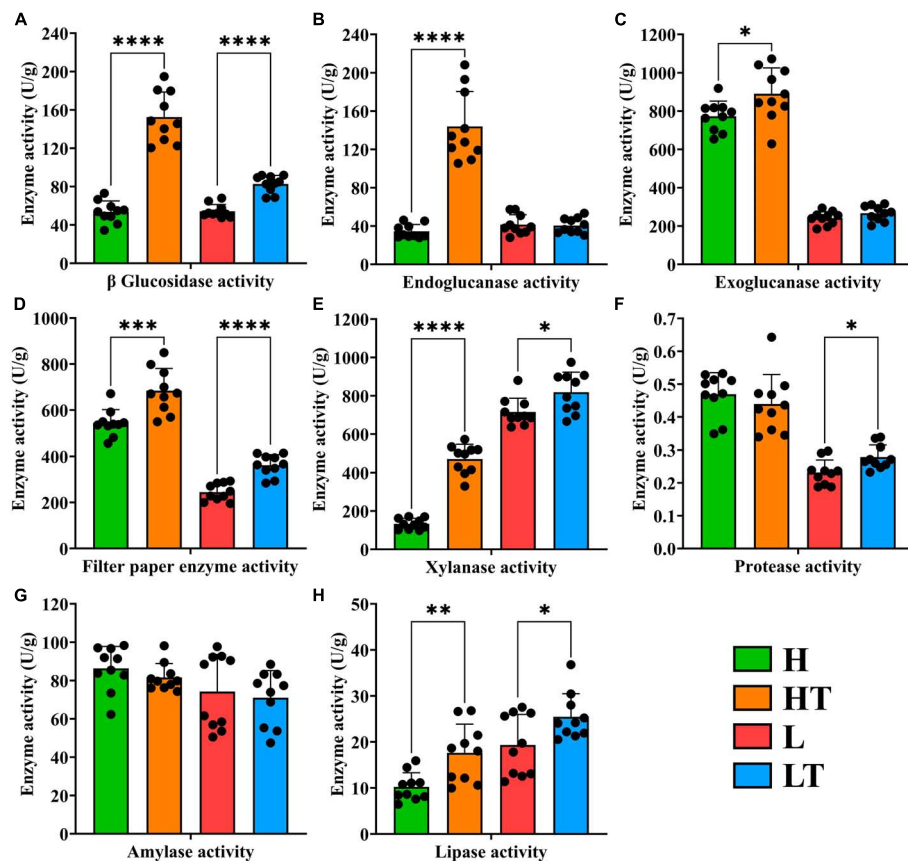 A
B
C
Enzyme activity (U/g)
240
200
160
120
80
40
0
****
****
β Glucosidase activity
Enzyme activity (U/g)
240
200
160
120
80
40
0
****
Endoglucanase activity
Enzyme activity (U/g)
1200
1000
800
600
400
200
0
*
Exoglucanase activity
D
E
F
Enzyme activity (U/g)
1000
800
600
400
200
0
***
****
Filter paper enzyme activity
Enzyme activity (U/g)
1200
1000
800
600
400
200
0
****
*
Xylanase activity
Enzyme activity (U/g)
0.7
0.6
0.5
0.4
0.3
0.2
0.1
0.0
*
Protease activity
G
H
Enzyme activity (U/g)
120
100
80
60
40
20
0
Amylase activity
Enzyme activity (U/g)
50
40
30
20
10
0
**
*
Lipase activity
H
HT
L
LT